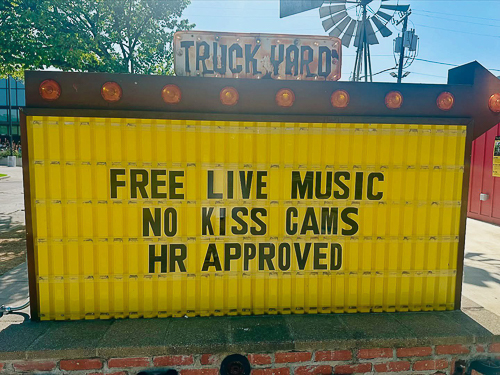 TRUCK YARD
FREE LIVE MUSIC
NO KISS CAMS
HR APPROVED